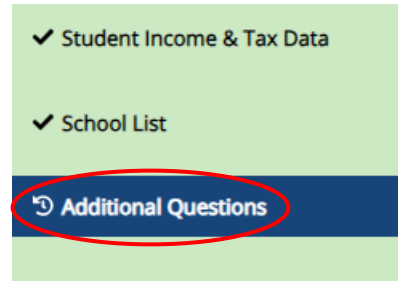 Student Income & Tax Data
School List
Additional Questions